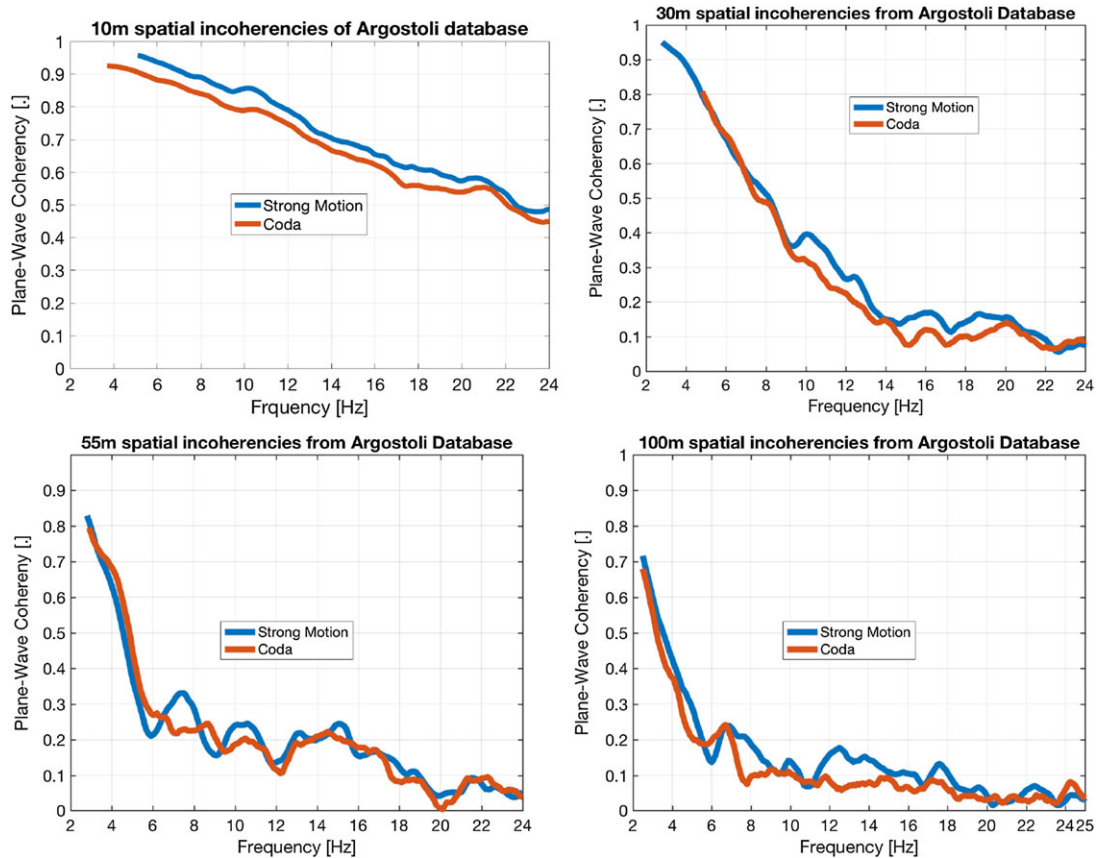 10m spatial incoherencies of Argostoli database
Plane-Wave Coherency [.]
1
0.9
0.8
0.7
0.6
0.5
0.4
0.3
0.2
0.1
0
Strong Motion
Coda
2 4 6 8 10 12 14 16 18 20 22 24
Frquency [Hz]
30m spatial incoherencies from Argostoli Database
Plane-Wave Coherency [.]
1
0.9
0.8
0.7
0.6
0.5
0.4
0.3
0.2
0.1
0
Strong Motion
Coda
2 4 6 8 10 12 14 16 18 20 22 24
Frequency [Hz]
55m spatial incoherencies from Argostoli Database
Plane-Wave Coherency [.]
1
0.9
0.8
0.7
0.6
0.5
0.4
0.3
0.2
0.1
0
Strong Motion
Coda
2 4 6 8 10 12 14 16 18 20 22 24
Frequency [Hz]
100m spatial incoherencies from Argostoli Database
Plane-Wave Coherency [.]
1
0.9
0.8
0.7
0.6
0.5
0.4
0.3
0.2
0.1
0
Strong Motion
Coda
2 4 6 8 10 12 14 16 18 20 22 24 25
Frequency [Hz]